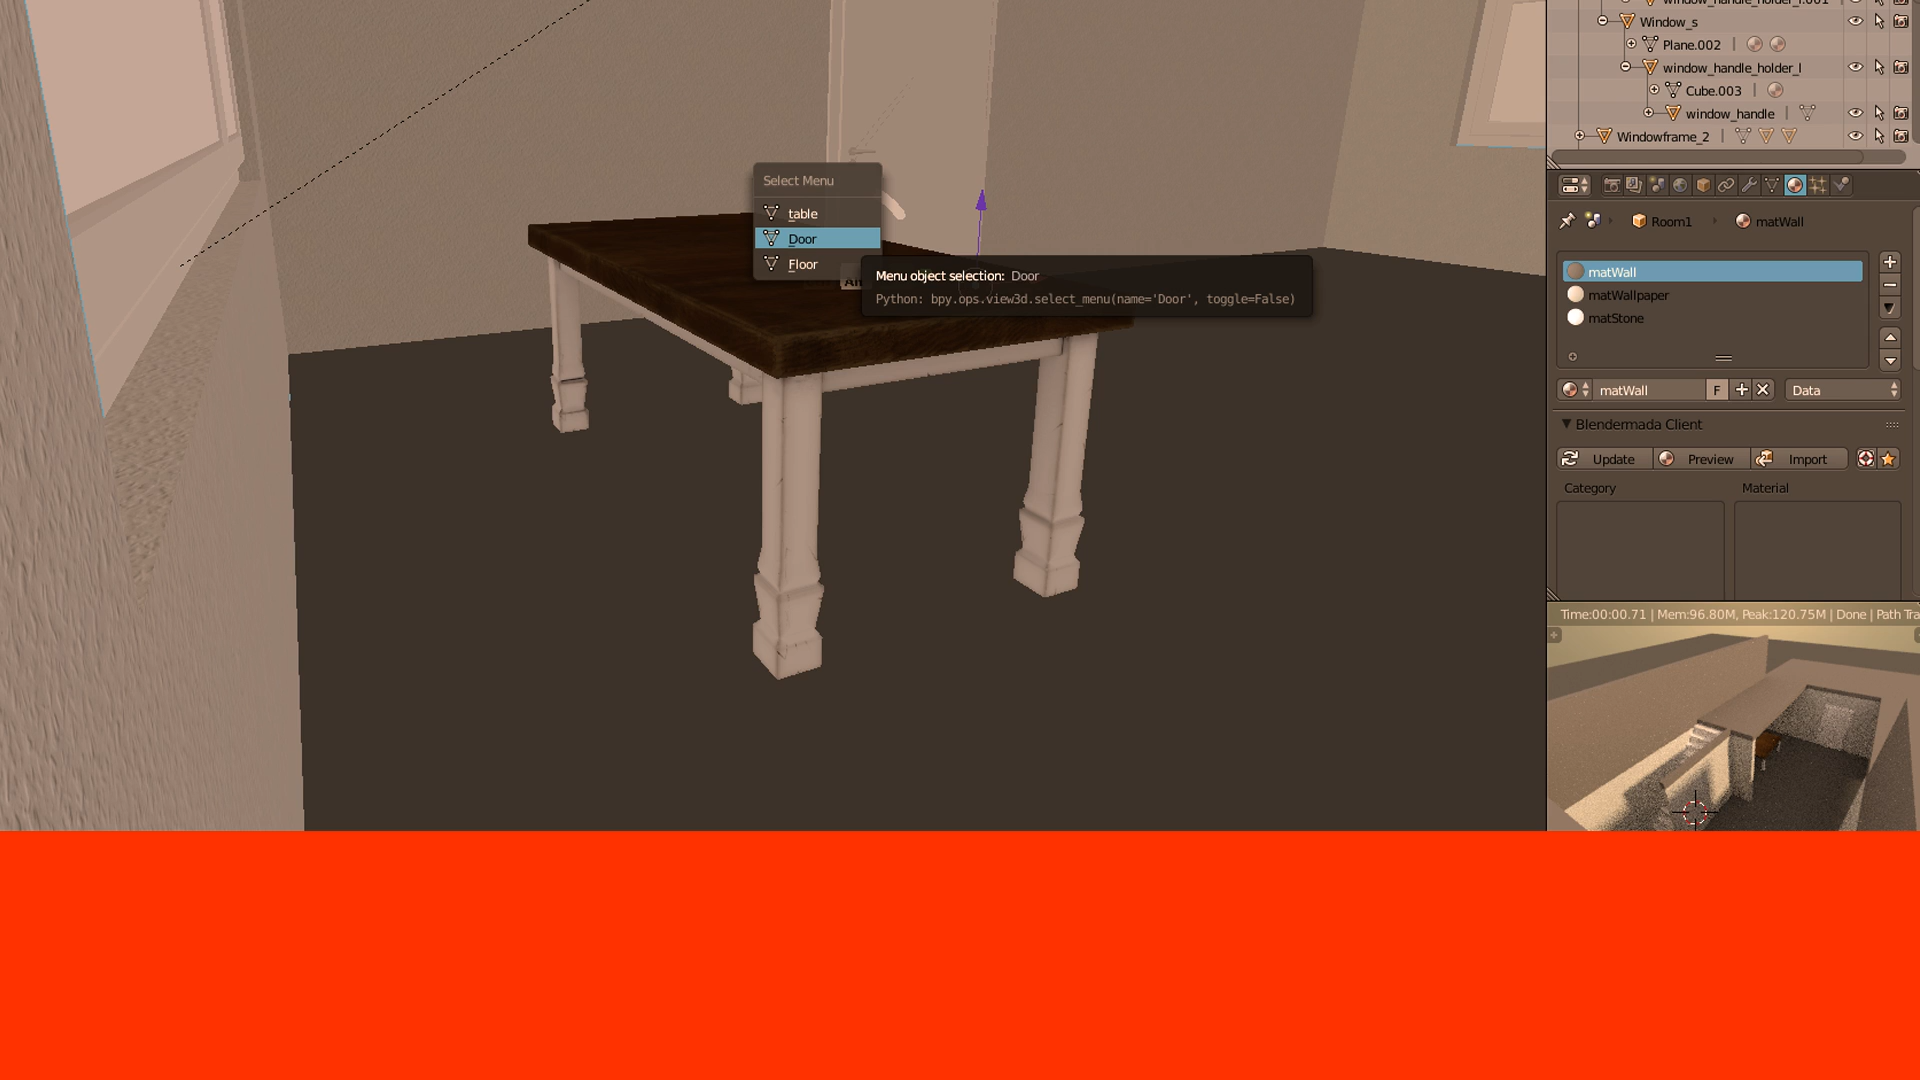 Window_s
Plane.002
window_handle_holder_l
Cube.003
window_handle
Windowframe_2
Select Menu
table
Door
Floor
Menu object selection: Door
Python: bpy.ops.view3d.select_menu(name='Door', toggle=False)
Room1
matWall
matWall
matWallpaper
matStone
matWall
F
Data
Blendermada Client
Update
Preview
Import
Category
Material
Time:00:00.71 | Mem:96.80M, Peak:120.75M | Done | Path Tra